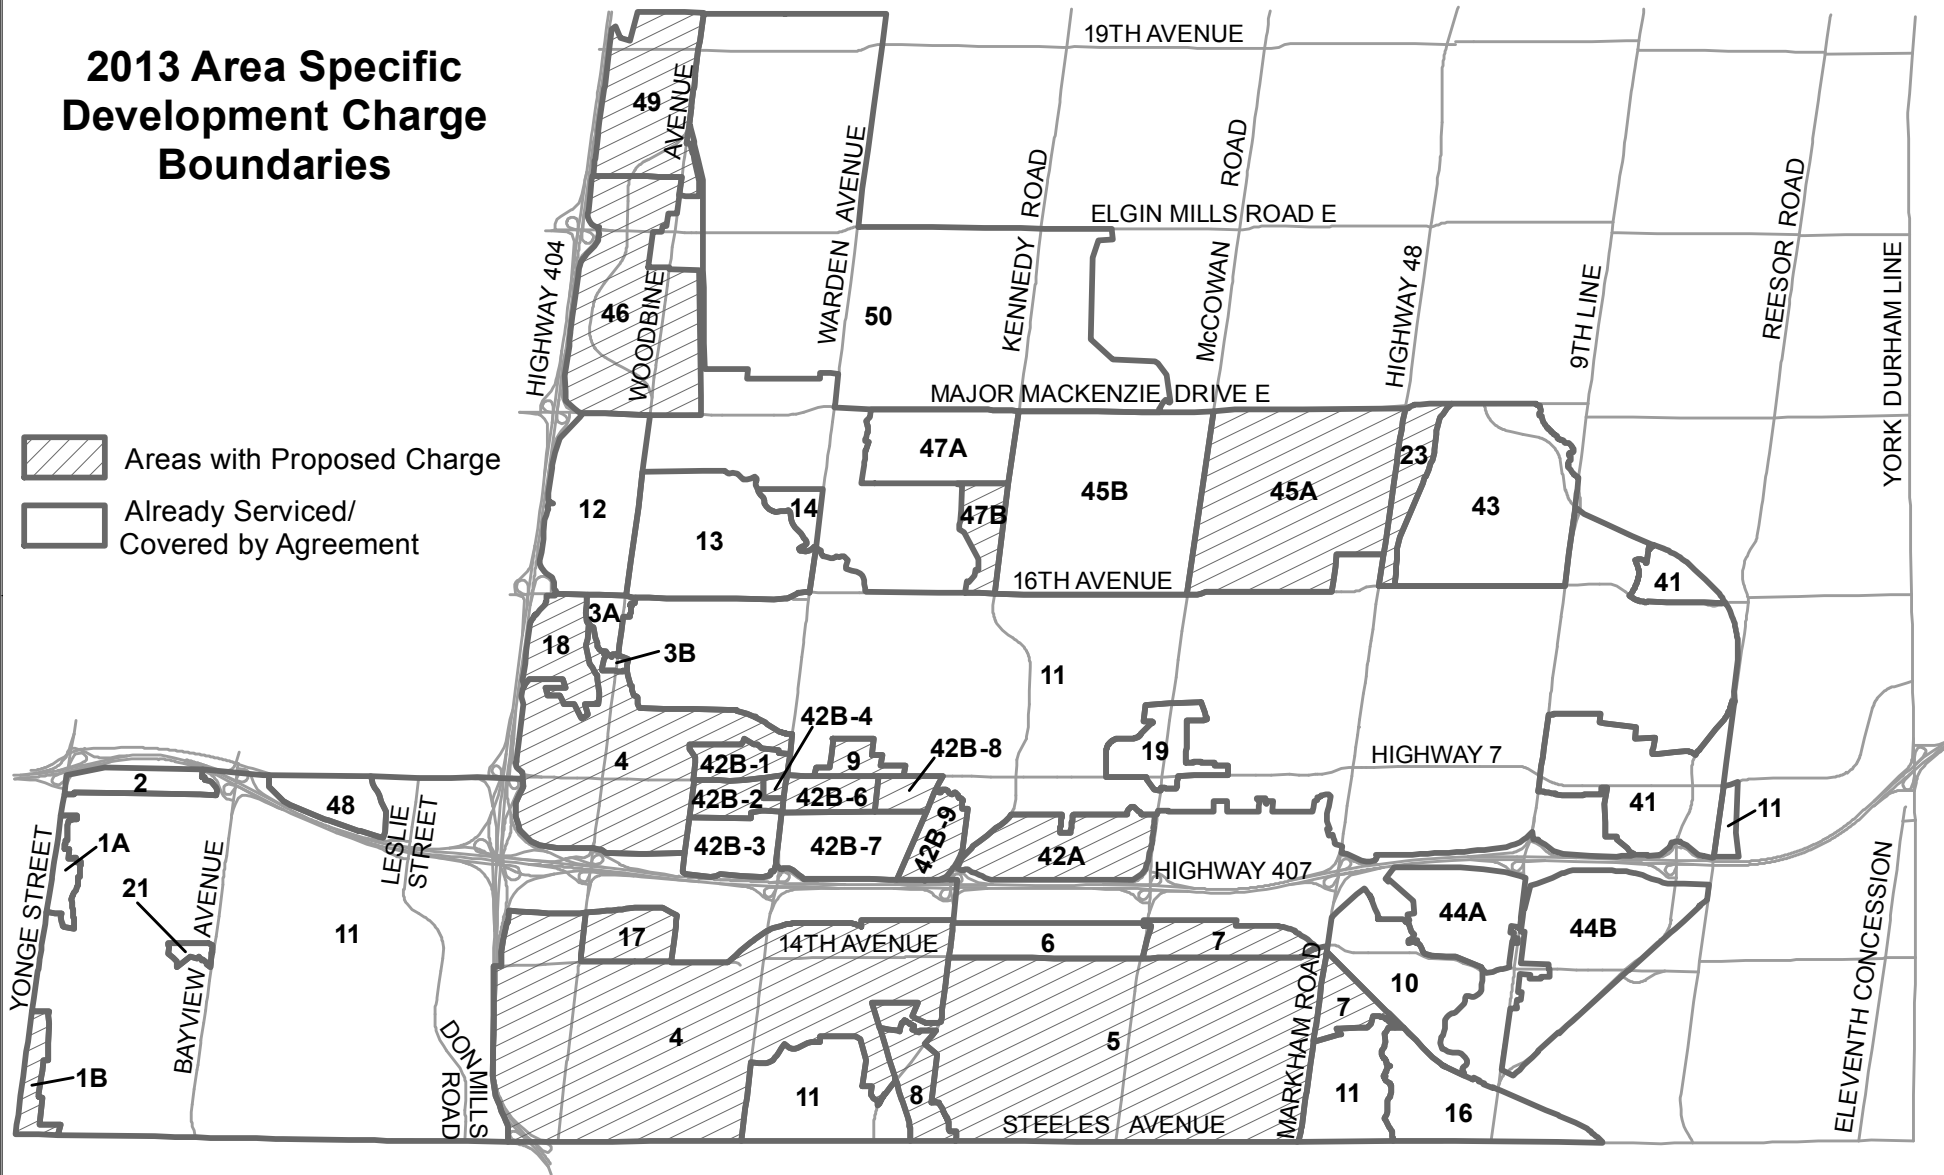 2013 Area Specific
Development Charge
Boundaries
Areas with Proposed Charge
Already Serviced/
Covered by Agreement
19TH AVENUE
49
AVENUE
WARDEN AVENUE
KENNEDY ROAD
McCOWAN ROAD
ELGIN MILLS ROAD E
HIGHWAY 404
46
WOODBINE
50
HIGHWAY 48
9TH LINE
REESOR ROAD
YORK DURHAM LINE
MAJOR MACKENZIE DRIVE E
47A
23
12
13
14
47B
45B
45A
43
16TH AVENUE
41
3A
18
3B
11
42B-4
42B-8
19
HIGHWAY 7
4
42B-1
9
2
48
42B-2
42B-6
41
11
LESLIE
STREET
42B-3
42B-7
42B-9
42A
HIGHWAY 407
YONGE STREET
1A
21
BAYVIEW AVENUE
11
17
14TH AVENUE
6
7
44A
44B
MARKHAM ROAD
10
7
ELEVENTH CONCESSION
4
5
1B
DON MILLS
ROAD
11
8
STEELES AVENUE
11
16